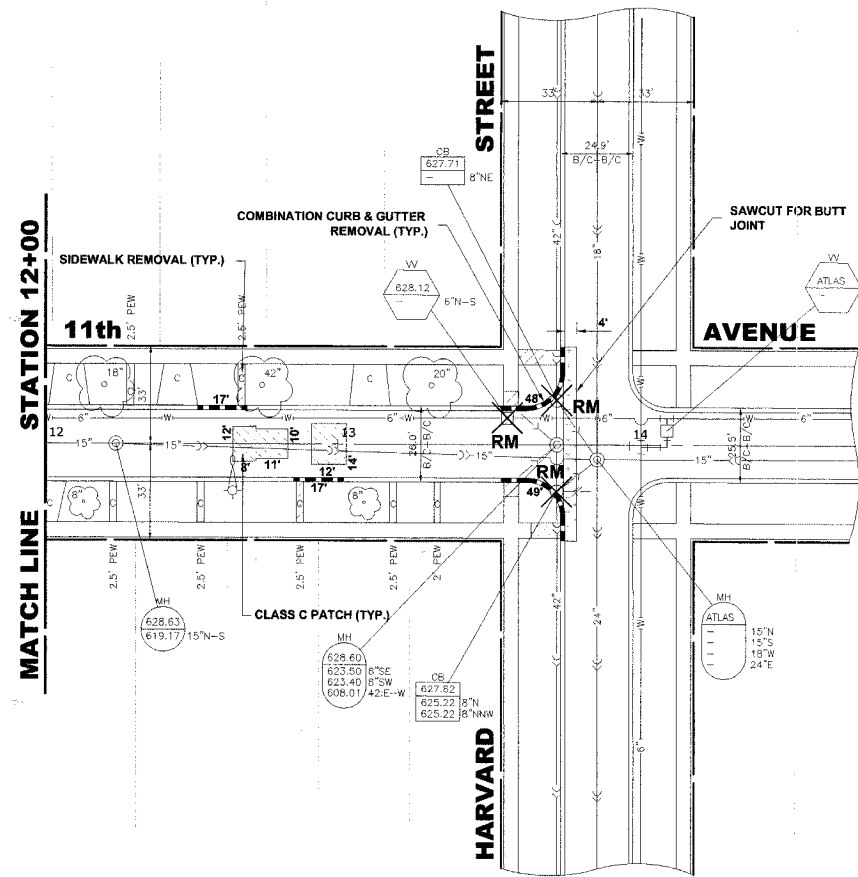 STREET
33'
33'
24.9'
B/C-B/C
CB
627.71
8"NE
COMBINATION CURB & GUTTER
REMOVAL (TYP.)
SAWCUT FOR BUTT
JOINT
SIDEWALK REMOVAL (TYP.)
VV
628.12
6"N-S
VV
ATLAS
42"
18"
W
4'
STATION 12+00
11th
AVENUE
2.5' PEW
2.5' PEW
33'
C
18"
C
C
42"
C
20"
17'
48'
RM
RM
6"
W
6"
6"
6"
12
15"
15"
12'
10'
13
26.0'
B/C-B/C
15"
14
25.5'
B/C-B/C
15"
8'
11'
12'
14'
17'
RM
49'
33'
8"
C
C
C
8"
C
C
2.5' PEW
2.5' PEW
2.5' PEW
2.5' PEW
2' PEW
42"
24"
6"
MATCH LINE
CLASS C PATCH (TYP.)
MH
628.63
619.17 15"N-S
MH
628.60
623.50 8"SE
623.40 8"SW
608.01 42:E--W
CB
627.62
625.22 8"N
625.22 8"NNW
MH
ATLAS
15"N
15"S
18"W
24"E
HARVARD